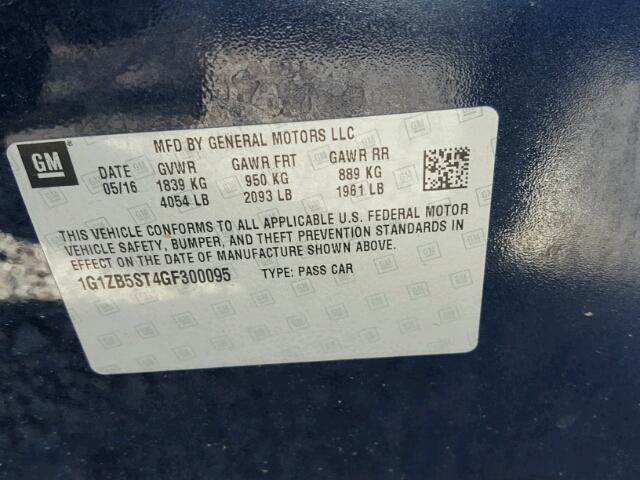 GM
MFD BY GENERAL MOTORS LLC
DATE GVWR GAWR FRT GAWR RR
05/16 1839 KG 950 KG 889 KG
4054 LB 2093 LB 1961 LB
THIS VEHICLE CONFORMS TO ALL APPLICABLE U.S. FEDERAL MOTOR
VEHICLE SAFETY, BUMPER, AND THEFT PREVENTION STANDARDS IN
EFFECT ON THE DATE OF MANUFACTURE SHOWN ABOVE.
1G1ZB5ST4GF300095 TYPE: PASS CAR